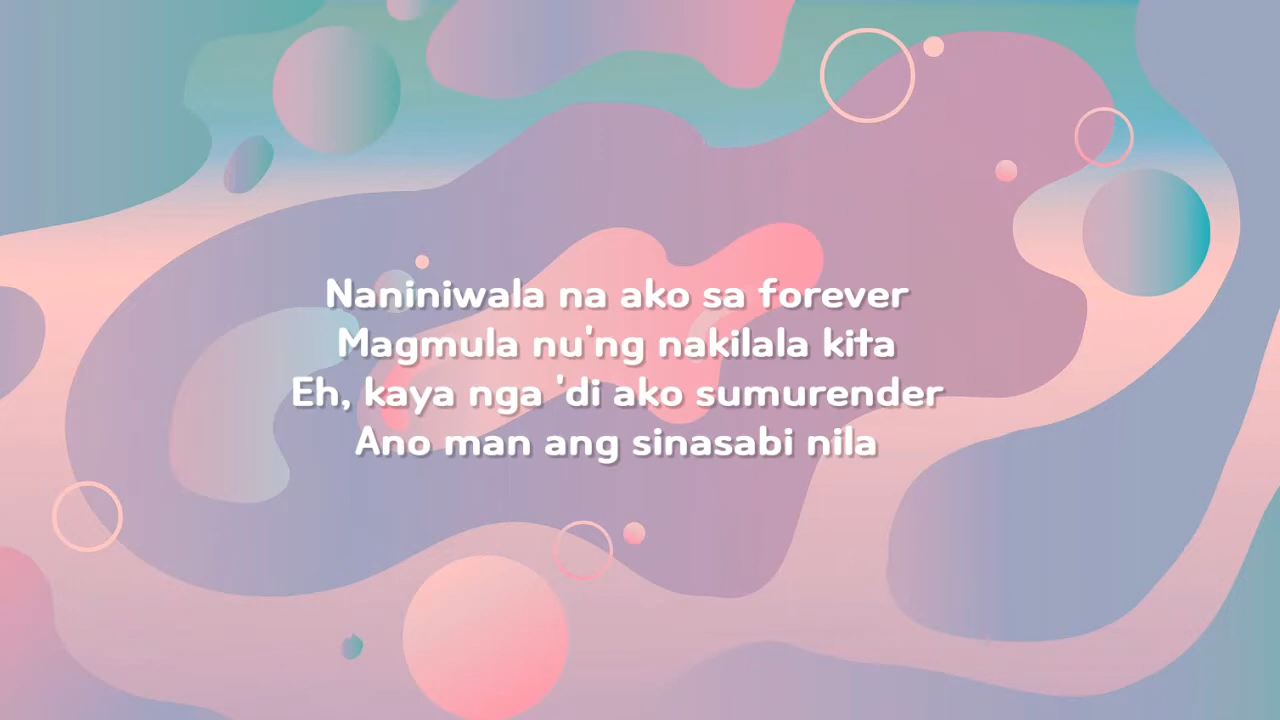 Naniniwala na ako sa forever
Magmula nu'ng nakilala kita
Eh, kaya nga 'di ako sumurender
Ano man ang sinasabi nila